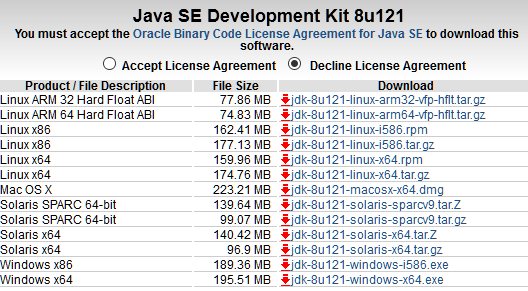 Java SE Development Kit 8u121
You must accept the Oracle Binary Code License Agreement for Java SE to download this
software.
Accept License Agreement Decline License Agreement
Product / File Description File Size Download
Linux ARM 32 Hard Float ABI 77.86 MB jdk-8u121-linux-arm32-vfp-hflt.tar.gz
Linux ARM 64 Hard Float ABI 74.83 MB jdk-8u121-linux-arm64-vfp-hflt.tar.gz
Linux x86 162.41 MB jdk-8u121-linux-i586.rpm
Linux x86 177.13 MB jdk-8u121-linux-i586.tar.gz
Linux x64 159.96 MB jdk-8u121-linux-x64.rpm
Linux x64 174.76 MB jdk-8u121-linux-x64.tar.gz
Mac OS X 223.21 MB jdk-8u121-macosx-x64.dmg
Solaris SPARC 64-bit 139.64 MB jdk-8u121-solaris-sparcv9.tar.Z
Solaris SPARC 64-bit 99.07 MB jdk-8u121-solaris-sparcv9.tar.gz
Solaris x64 140.42 MB jdk-8u121-solaris-x64.tar.Z
Solaris x64 96.9 MB jdk-8u121-solaris-x64.tar.gz
Windows x86 189.36 MB jdk-8u121-windows-i586.exe
Windows x64 195.51 MB jdk-8u121-windows-x64.exe